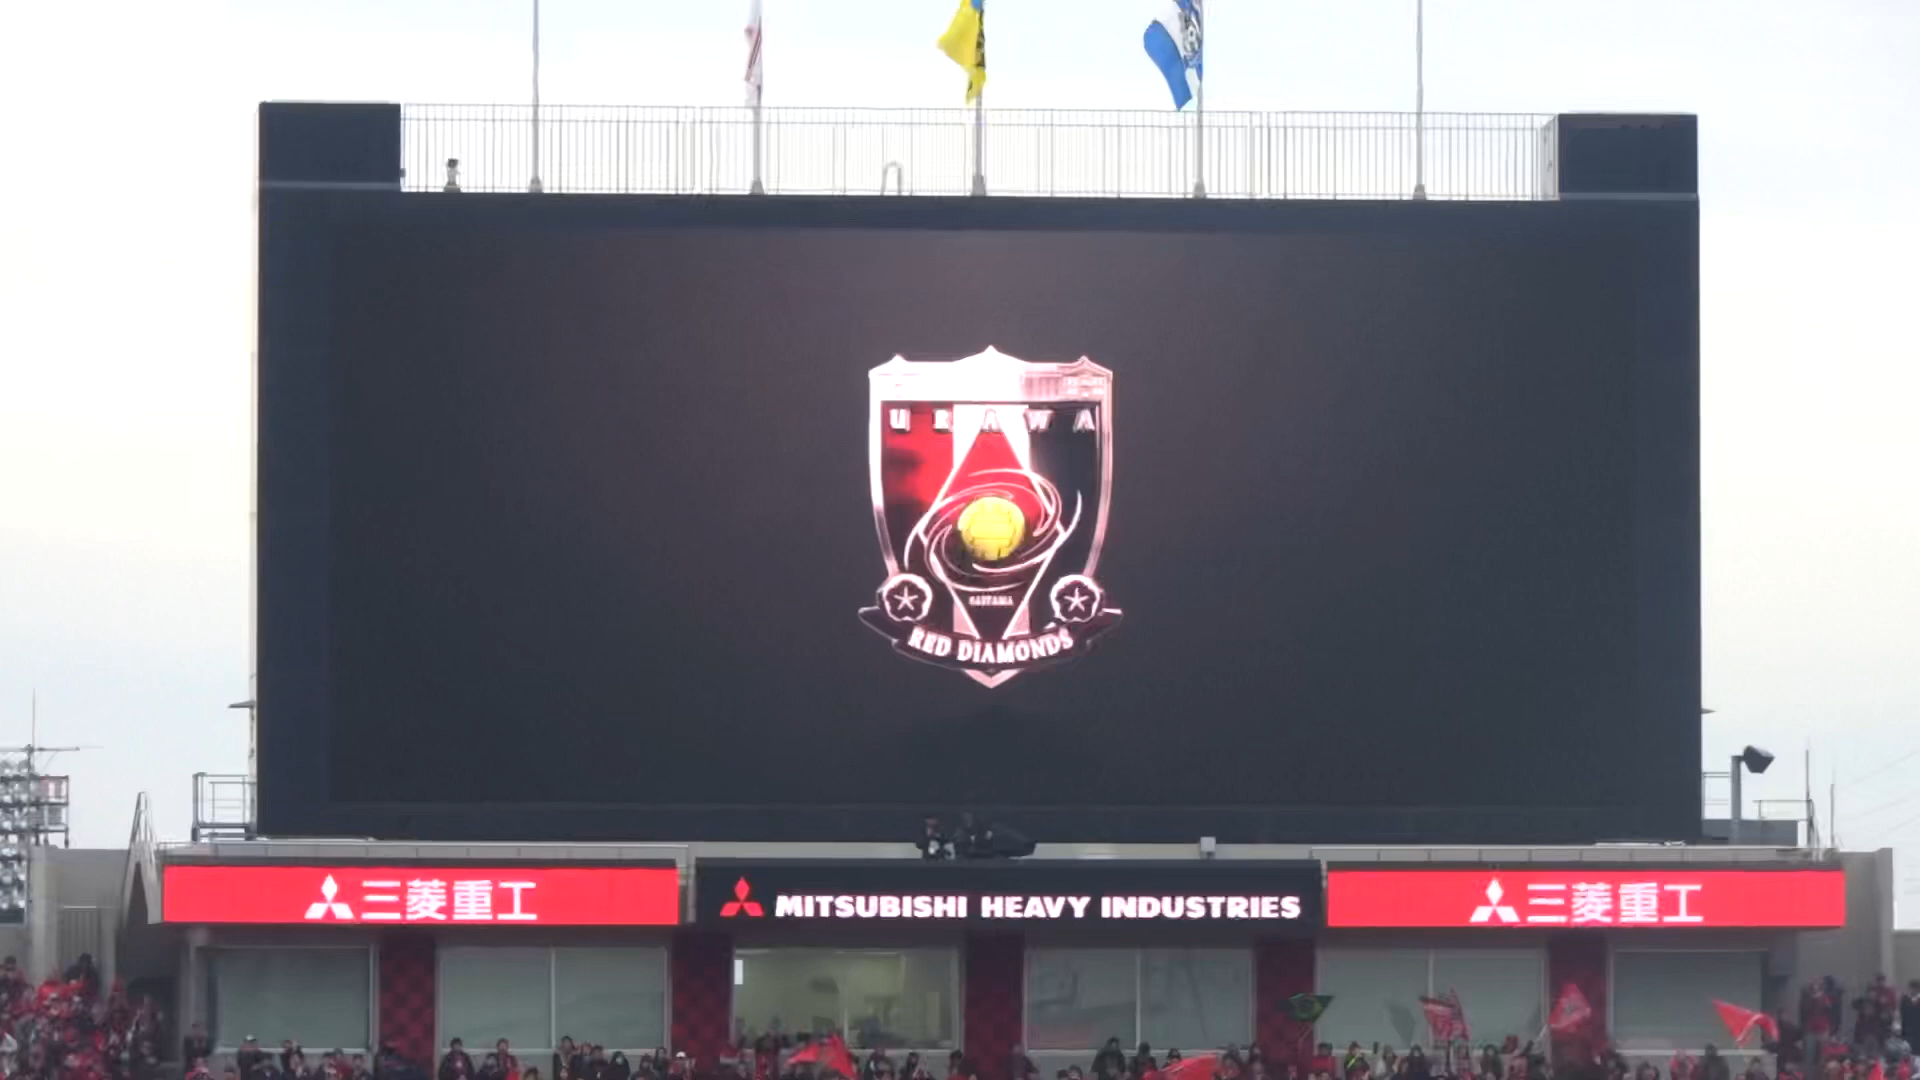 URAWA
SAITAMA
RED DIAMONDS
三菱重工
MITSUBISHI HEAVY INDUSTRIES
三菱重工